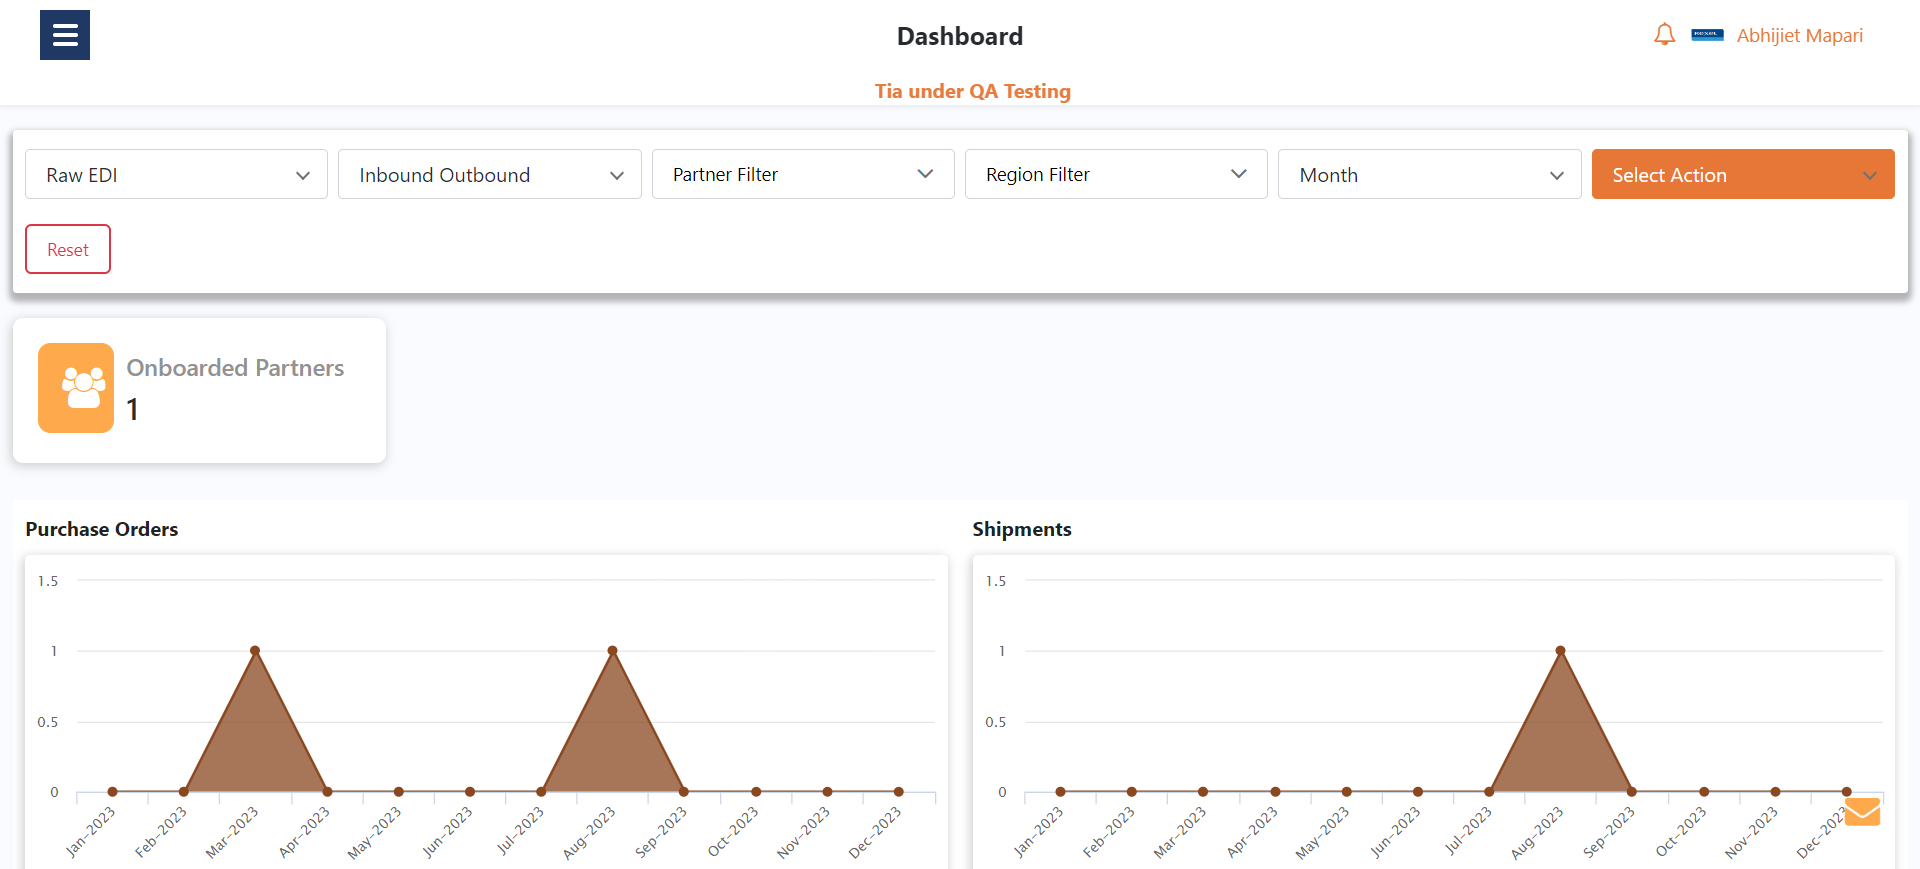 Dashboard
Abhijiet Mapari
Tia under QA Testing
Raw EDI
Inbound Outbound
Partner Filter
Region Filter
Month
Select Action
Reset
Onboarded Partners
1
Purchase Orders
1.5
1
0.5
0
Jan-2023
Feb-2023
Mar-2023
Apr-2023
May-2023
Jun-2023
Jul-2023
Aug-2023
Sep-2023
Oct-2023
Nov-2023
Dec-2023
Shipments
1.5
1
0.5
0
Jan-2023
Feb-2023
Mar-2023
Apr-2023
May-2023
Jun-2023
Jul-2023
Aug-2023
Sep-2023
Oct-2023
Nov-2023
Dec-2023